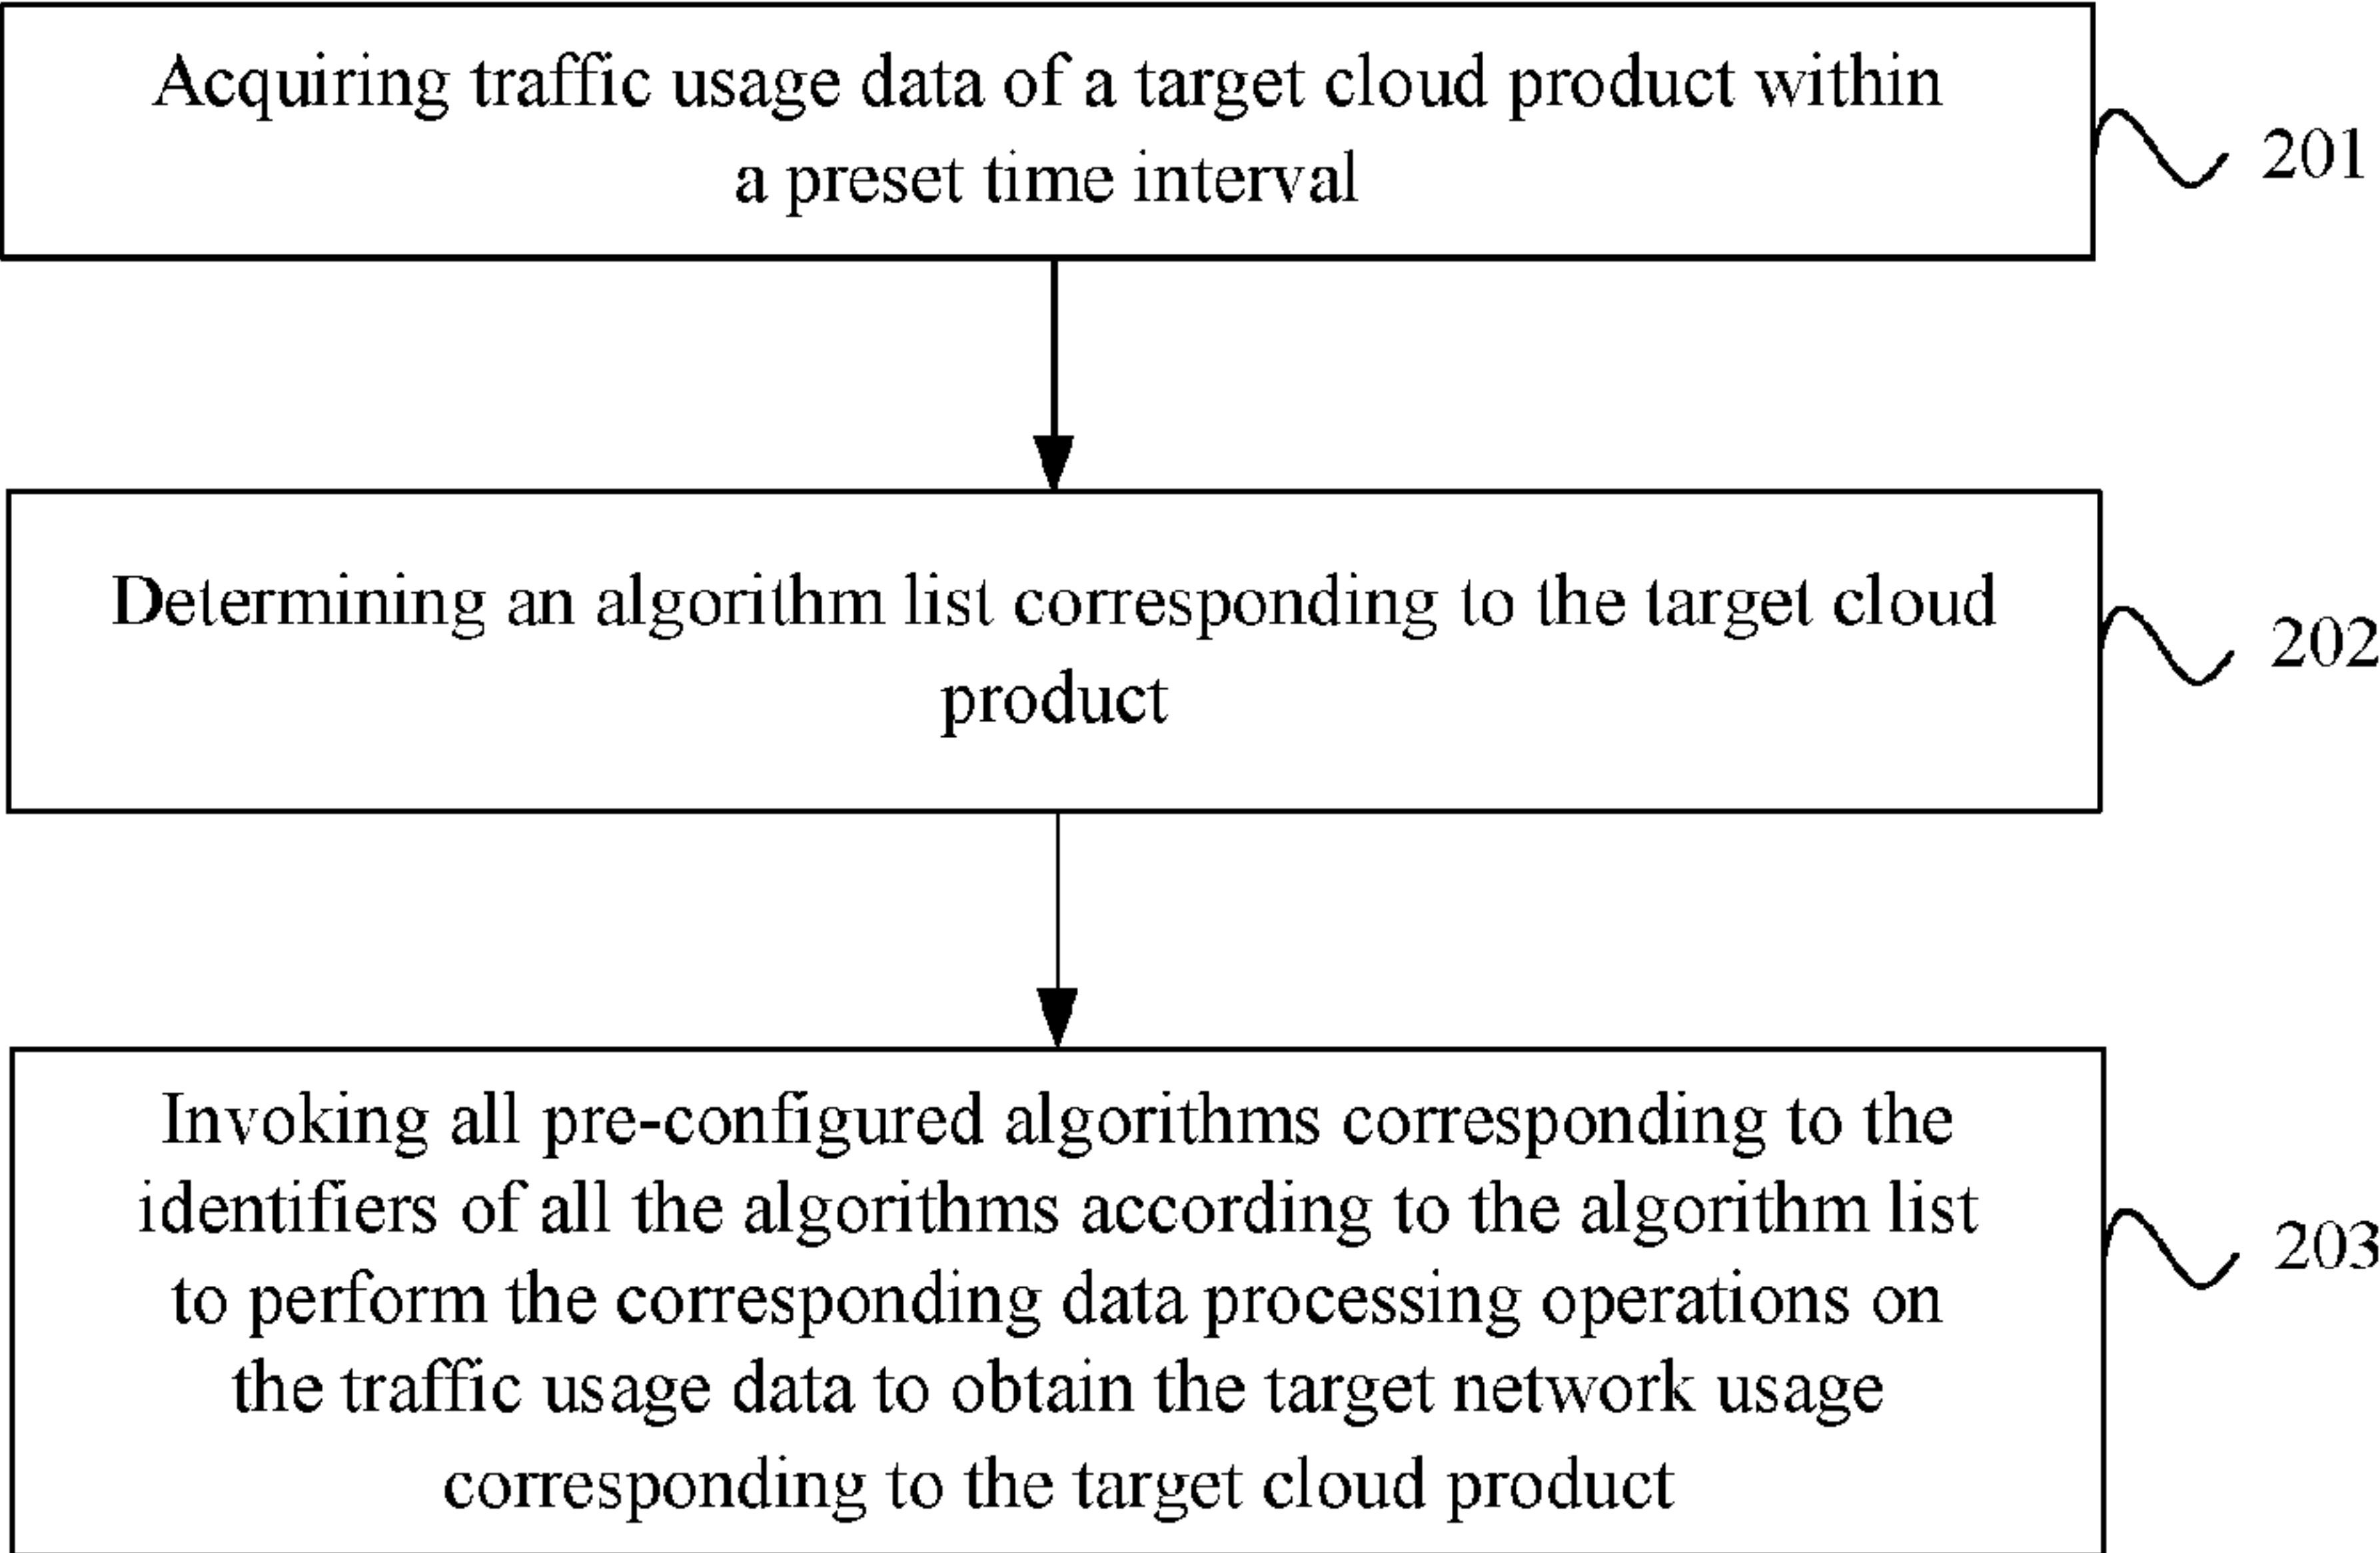 Acquiring traffic usage data of a target cloud product within
a preset time interval
201
Determining an algorithm list corresponding to the target cloud
product
202
Invoking all pre-configured algorithms corresponding to the
identifiers of all the algorithms according to the algorithm list
to perform the corresponding data processing operations on
the traffic usage data to obtain the target network usage
corresponding to the target cloud product
203